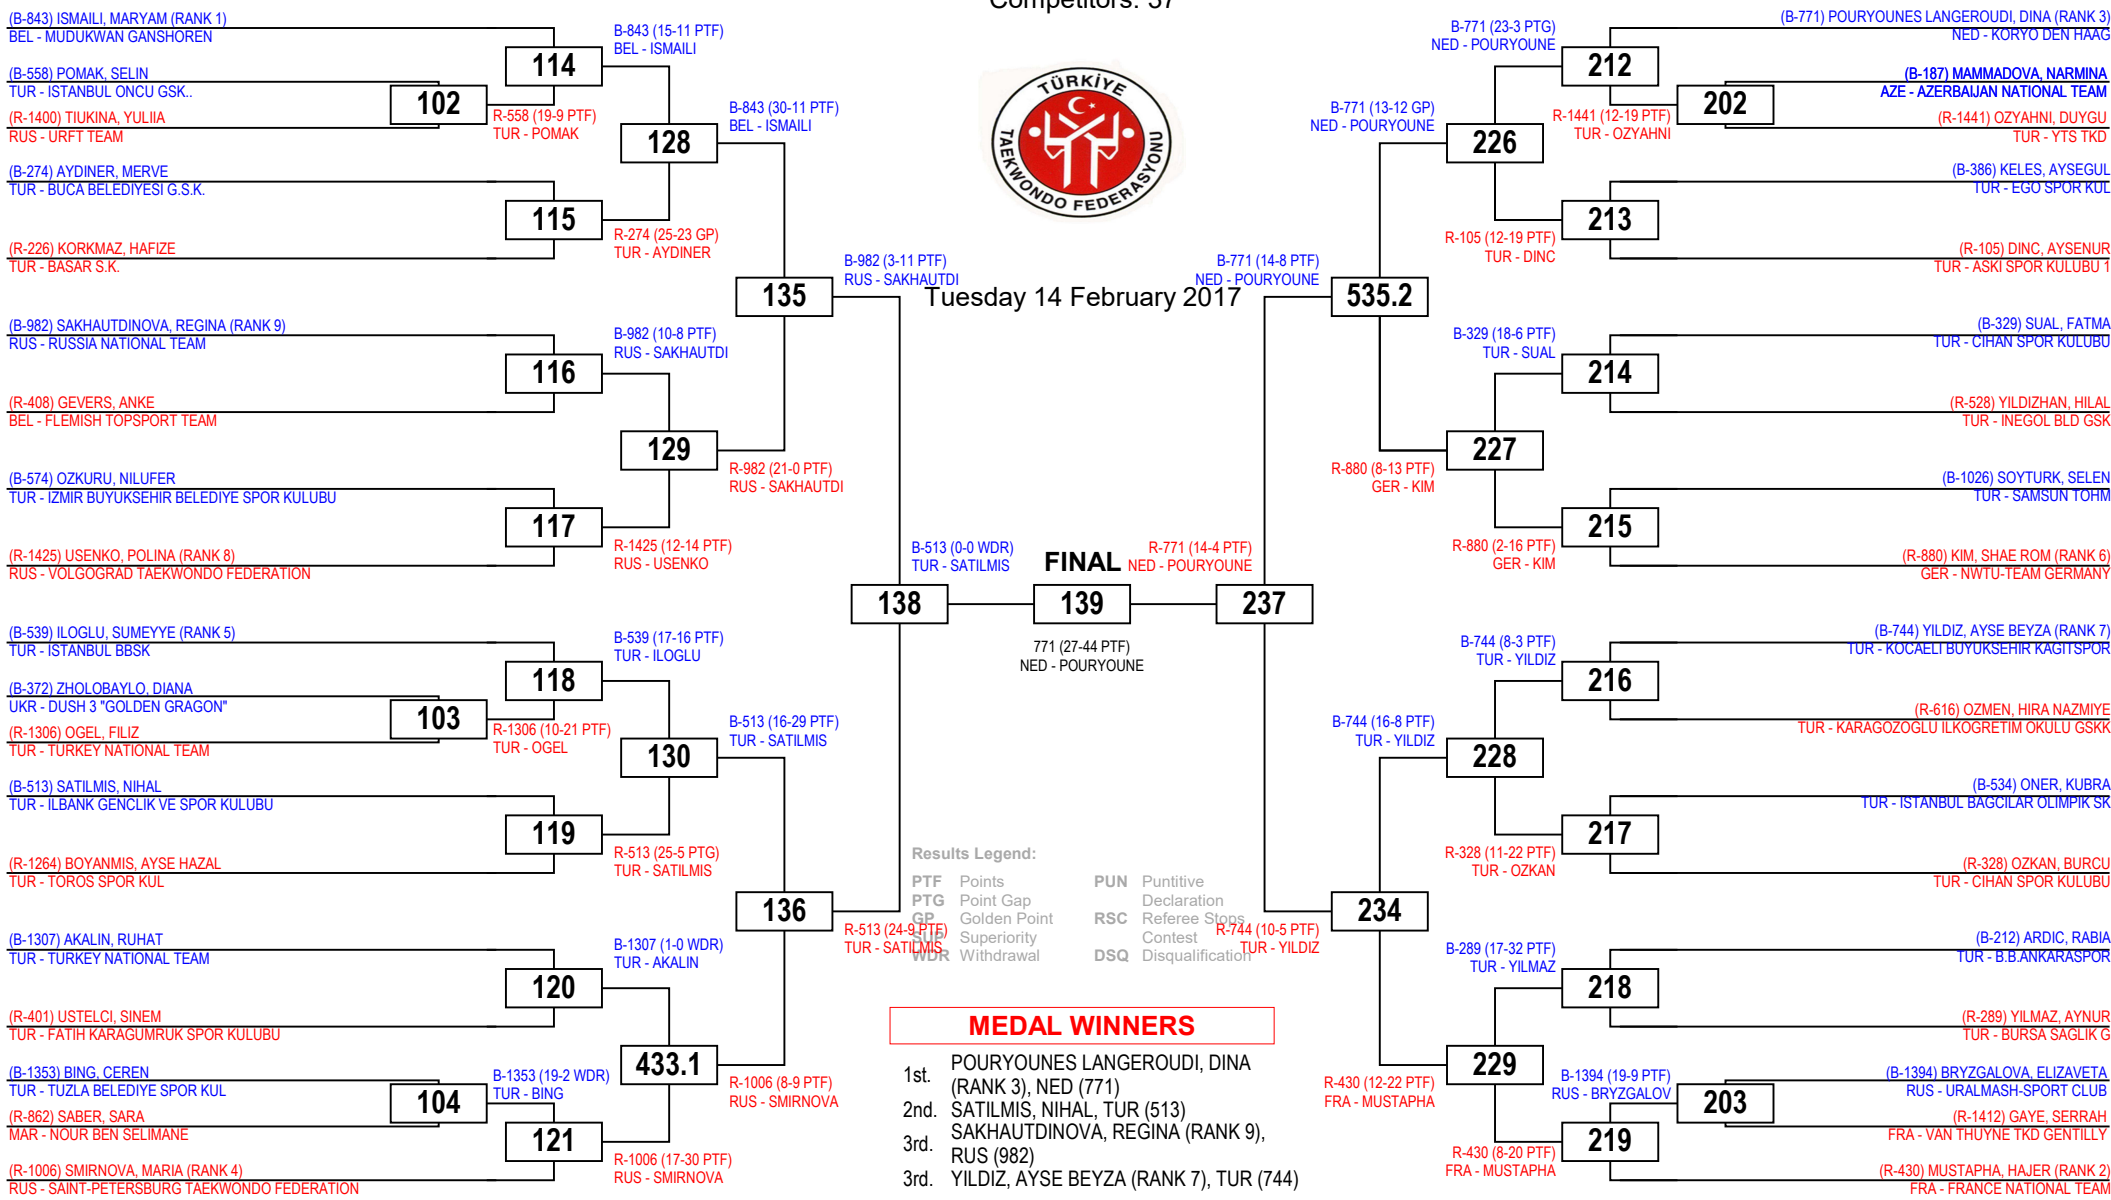 Competitors: 37
(B-843) ISMAILI, MARYAM (RANK 1)
BEL - MUDUKWAN GANSHOREN
(B-558) POMAK, SELIN
TUR - ISTANBUL ONCU GSK..
(R-1400) TIUKINA, YULIIA
RUS - URFT TEAM
(B-274) AYDINER, MERVE
TUR - BUCA BELEDIYESI G.S.K.
(R-226) KORKMAZ, HAFIZE
TUR - BASAR S.K.
(B-982) SAKHAUTDINOVA, REGINA (RANK 9)
RUS - RUSSIA NATIONAL TEAM
(R-408) GEVERS, ANKE
BEL - FLEMISH TOPSPORT TEAM
(B-574) OZKURU, NILUFER
TUR - IZMIR BUYUKSEHIR BELEDIYE SPOR KULUBU
(R-1425) USENKO, POLINA (RANK 8)
RUS - VOLGOGRAD TAEKWONDO FEDERATION
(B-539) ILOGLU, SUMEYYE (RANK 5)
TUR - ISTANBUL BBSK
(B-372) ZHOLOBAYLO, DIANA
UKR - DUSH 3 "GOLDEN GRAGON"
(R-1306) OGEL, FILIZ
TUR - TURKEY NATIONAL TEAM
(B-513) SATILMIS, NIHAL
TUR - ILBANK GENCLIK VE SPOR KULUBU
(R-1264) BOYANMIS, AYSE HAZAL
TUR - TOROS SPOR KUL
(B-1307) AKALIN, RUHAT
TUR - TURKEY NATIONAL TEAM
(R-401) USTELCI, SINEM
TUR - FATIH KARAGUMRUK SPOR KULUBU
(B-1353) BING, CEREN
TUR - TUZLA BELEDIYE SPOR KUL
(R-862) SABER, SARA
MAR - NOUR BEN SELIMANE
(R-1006) SMIRNOVA, MARIA (RANK 4)
RUS - SAINT-PETERSBURG TAEKWONDO FEDERATION
102
R-558 (19-9 PTF)
TUR - POMAK
103
R-1306 (10-21 PTF)
TUR - OGEL
104
B-1353 (19-2 WDR)
TUR - BING
114
B-843 (15-11 PTF)
BEL - ISMAILI
115
R-274 (25-23 GP)
TUR - AYDINER
116
B-982 (10-8 PTF)
RUS - SAKHAUTDI
117
R-1425 (12-14 PTF)
RUS - USENKO
118
B-539 (17-16 PTF)
TUR - ILOGLU
119
R-513 (25-5 PTG)
TUR - SATILMIS
120
B-1307 (1-0 WDR)
TUR - AKALIN
121
R-1006 (17-30 PTF)
RUS - SMIRNOVA
128
B-843 (30-11 PTF)
BEL - ISMAILI
129
R-982 (21-0 PTF)
RUS - SAKHAUTDI
130
B-513 (16-29 PTF)
TUR - SATILMIS
433.1
R-1006 (8-9 PTF)
RUS - SMIRNOVA
135
B-982 (3-11 PTF)
RUS - SAKHAUTDI
136
R-513 (24-9 PTF)
TUR - SATILMIS
138
B-513 (0-0 WDR)
TUR - SATILMIS
TÜRKİYE
TAEKWONDO FEDERASYONU
Tuesday 14 February 2017
FINAL
139
771 (27-44 PTF)
NED - POURYOUNE
R-771 (14-4 PTF)
NED - POURYOUNE
237
B-771 (14-8 PTF)
NED - POURYOUNE
535.2
R-744 (10-5 PTF)
TUR - YILDIZ
234
B-771 (13-12 GP)
NED - POURYOUNE
226
R-880 (8-13 PTF)
GER - KIM
227
B-744 (16-8 PTF)
TUR - YILDIZ
228
R-430 (12-22 PTF)
FRA - MUSTAPHA
229
B-771 (23-3 PTG)
NED - POURYOUNE
212
R-105 (12-19 PTF)
TUR - DINC
213
B-329 (18-6 PTF)
TUR - SUAL
214
R-880 (2-16 PTF)
GER - KIM
215
B-744 (8-3 PTF)
TUR - YILDIZ
216
R-328 (11-22 PTF)
TUR - OZKAN
217
B-289 (17-32 PTF)
TUR - YILMAZ
218
R-430 (8-20 PTF)
FRA - MUSTAPHA
219
R-1441 (12-19 PTF)
TUR - OZYAHNI
202
B-1394 (19-9 PTF)
RUS - BRYZGALOV
203
(B-771) POURYOUNES LANGEROUDI, DINA (RANK 3)
NED - KORYO DEN HAAG
(B-187) MAMMADOVA, NARMINA
AZE - AZERBAIJAN NATIONAL TEAM
(R-1441) OZYAHNI, DUYGU
TUR - YTS TKD
(B-386) KELES, AYSEGUL
TUR - EGO SPOR KUL
(R-105) DINC, AYSENUR
TUR - ASKI SPOR KULUBU 1
(B-329) SUAL, FATMA
TUR - CIHAN SPOR KULUBU
(R-528) YILDIZHAN, HILAL
TUR - INEGOL BLD GSK
(B-1026) SOYTURK, SELEN
TUR - SAMSUN TOHM
(R-880) KIM, SHAE ROM (RANK 6)
GER - NWTU-TEAM GERMANY
(B-744) YILDIZ, AYSE BEYZA (RANK 7)
TUR - KOCAELI BUYUKSEHIR KAGITSPOR
(R-616) OZMEN, HIRA NAZMIYE
TUR - KARAGOZOGLU ILKOGRETIM OKULU GSKK
(B-534) ONER, KUBRA
TUR - ISTANBUL BAGCILAR OLIMPIK SK
(R-328) OZKAN, BURCU
TUR - CIHAN SPOR KULUBU
(B-212) ARDIC, RABIA
TUR - B.B.ANKARASPOR
(R-289) YILMAZ, AYNUR
TUR - BURSA SAGLIK G
(B-1394) BRYZGALOVA, ELIZAVETA
RUS - URALMASH-SPORT CLUB
(R-1412) GAYE, SERRAH
FRA - VAN THUYNE TKD GENTILLY
(R-430) MUSTAPHA, HAJER (RANK 2)
FRA - FRANCE NATIONAL TEAM
Results Legend:
PTF Points
PTG Point Gap
GP Golden Point
SUP Superiority
WDR Withdrawal
PUN Puntitive
Declaration
RSC Referee Stops
Contest
DSQ Disqualification
MEDAL WINNERS
1st. POURYOUNES LANGEROUDI, DINA
(RANK 3), NED (771)
2nd. SATILMIS, NIHAL, TUR (513)
3rd. SAKHAUTDINOVA, REGINA (RANK 9),
RUS (982)
3rd. YILDIZ, AYSE BEYZA (RANK 7), TUR (744)